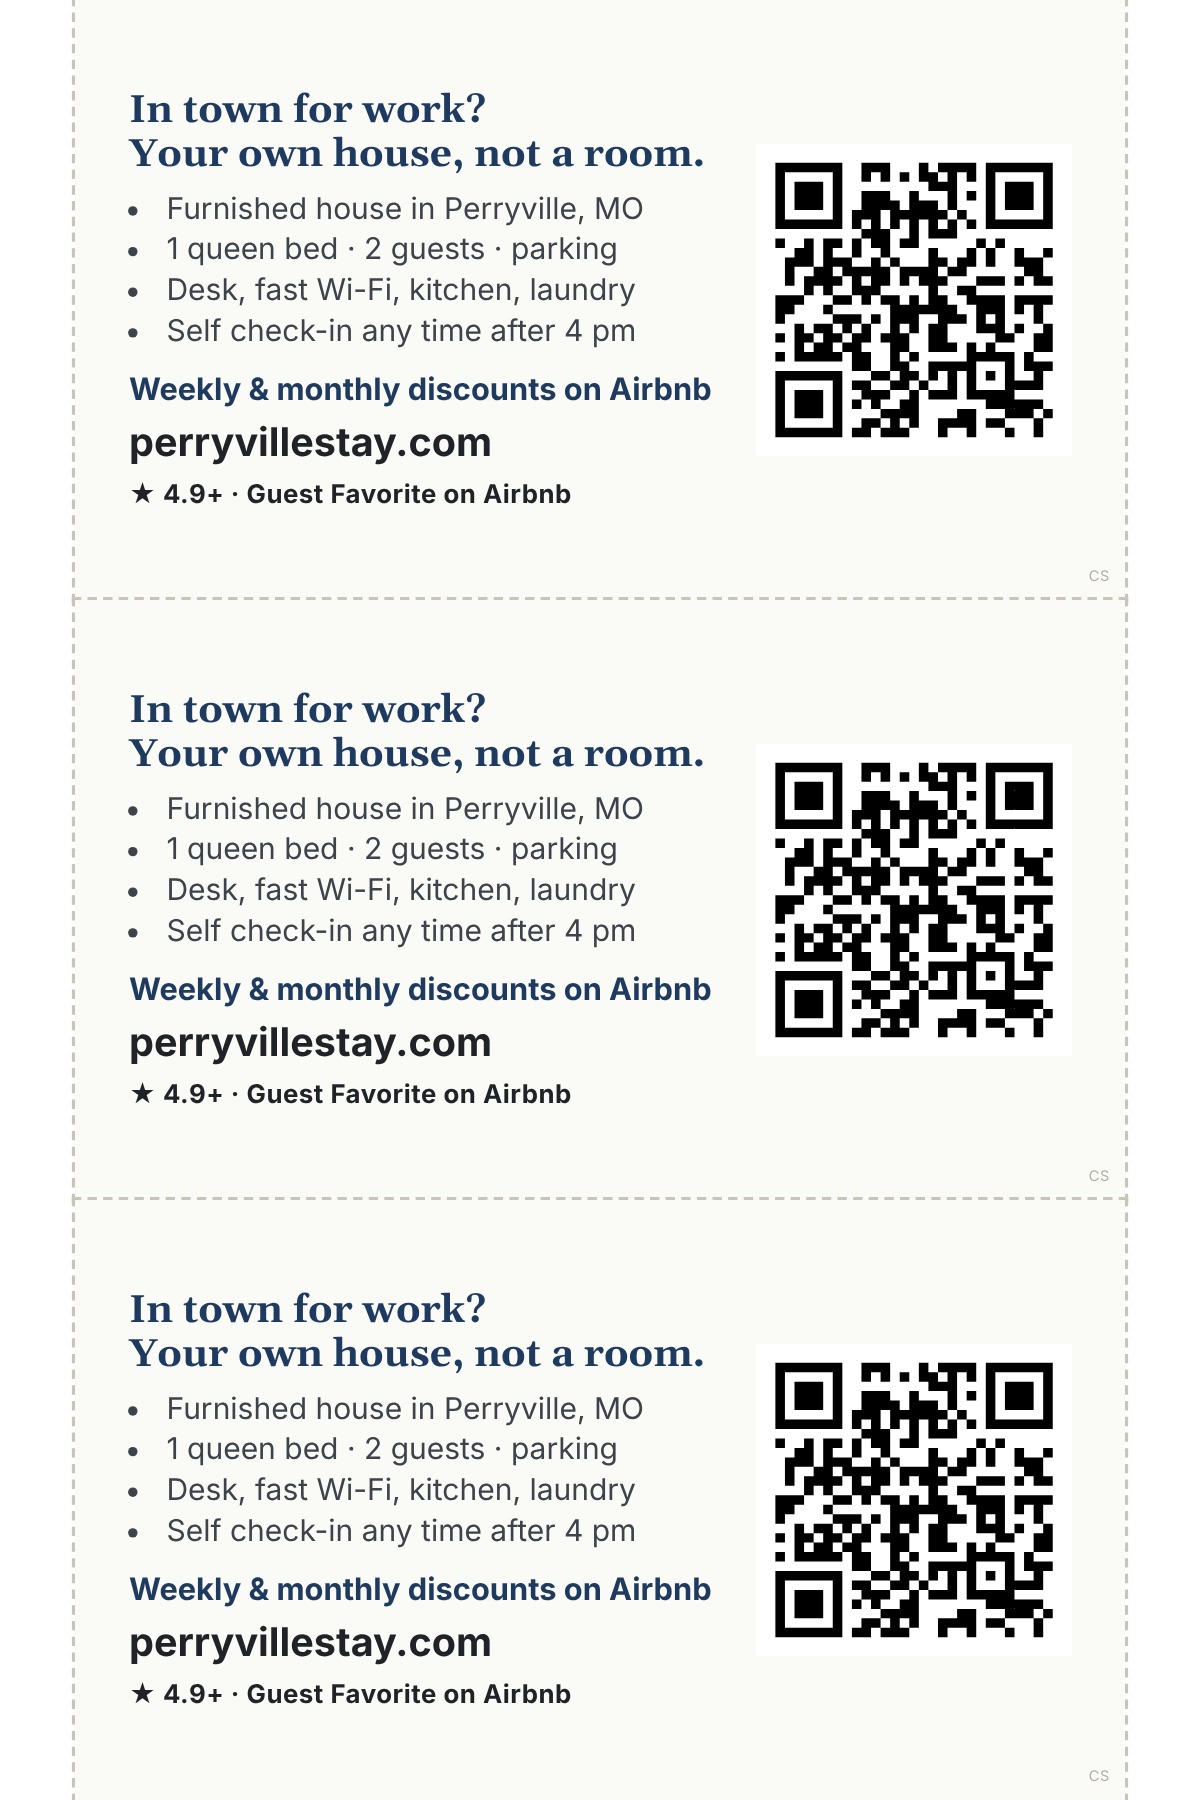 In town for work?
Your own house, not a room.
• Furnished house in Perryville, MO
• 1 queen bed · 2 guests · parking
• Desk, fast Wi-Fi, kitchen, laundry
• Self check-in any time after 4 pm
Weekly & monthly discounts on Airbnb
perryvillestay.com
★ 4.9+ · Guest Favorite on Airbnb
CS
In town for work?
Your own house, not a room.
• Furnished house in Perryville, MO
• 1 queen bed · 2 guests · parking
• Desk, fast Wi-Fi, kitchen, laundry
• Self check-in any time after 4 pm
Weekly & monthly discounts on Airbnb
perryvillestay.com
★ 4.9+ · Guest Favorite on Airbnb
CS
In town for work?
Your own house, not a room.
• Furnished house in Perryville, MO
• 1 queen bed · 2 guests · parking
• Desk, fast Wi-Fi, kitchen, laundry
• Self check-in any time after 4 pm
Weekly & monthly discounts on Airbnb
perryvillestay.com
★ 4.9+ · Guest Favorite on Airbnb
CS